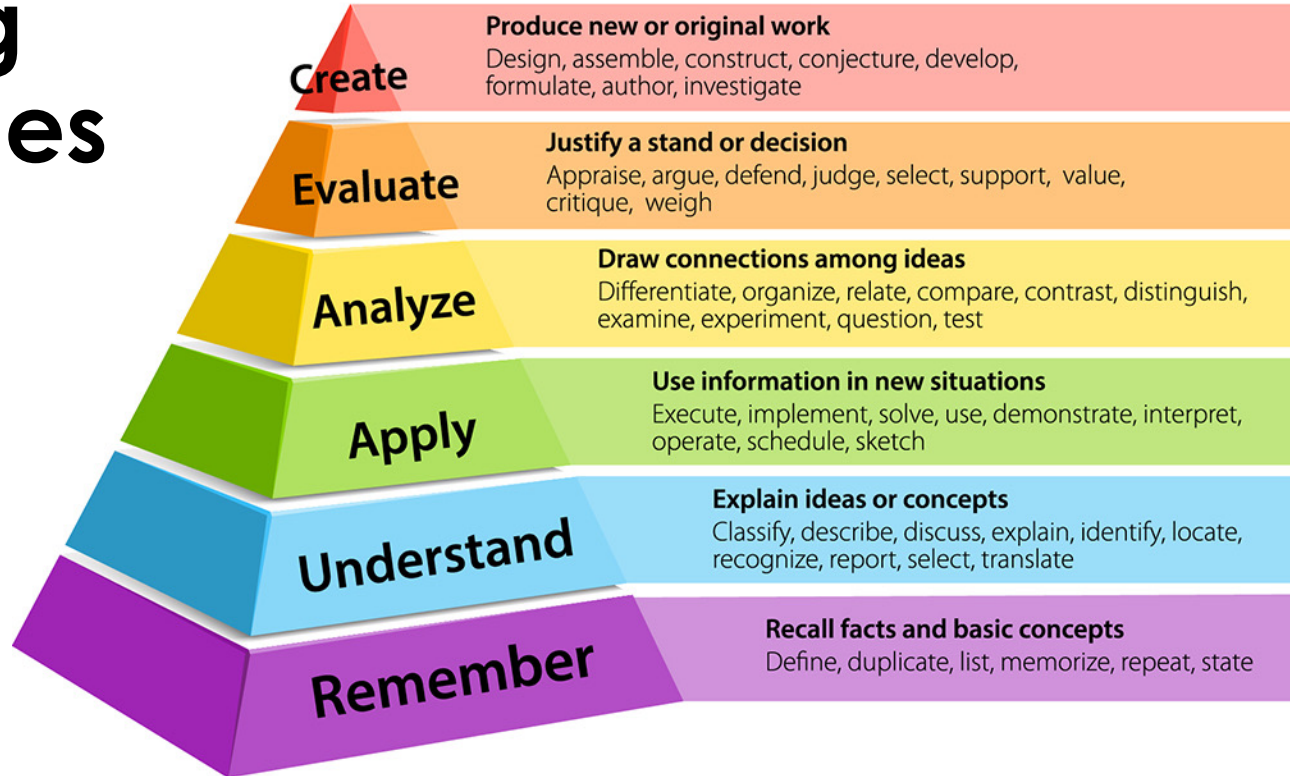 g
es
Create
Produce new or original work
Design, assemble, construct, conjecture, develop,
formulate, author, investigate
Evaluate
Justify a stand or decision
Appraise, argue, defend, judge, select, support, value,
critique, weigh
Analyze
Draw connections among ideas
Differentiate, organize, relate, compare, contrast, distinguish,
examine, experiment, question, test
Apply
Use information in new situations
Execute, implement, solve, use, demonstrate, interpret,
operate, schedule, sketch
Understand
Explain ideas or concepts
Classify, describe, discuss, explain, identify, locate,
recognize, report, select, translate
Remember
Recall facts and basic concepts
Define, duplicate, list, memorize, repeat, state